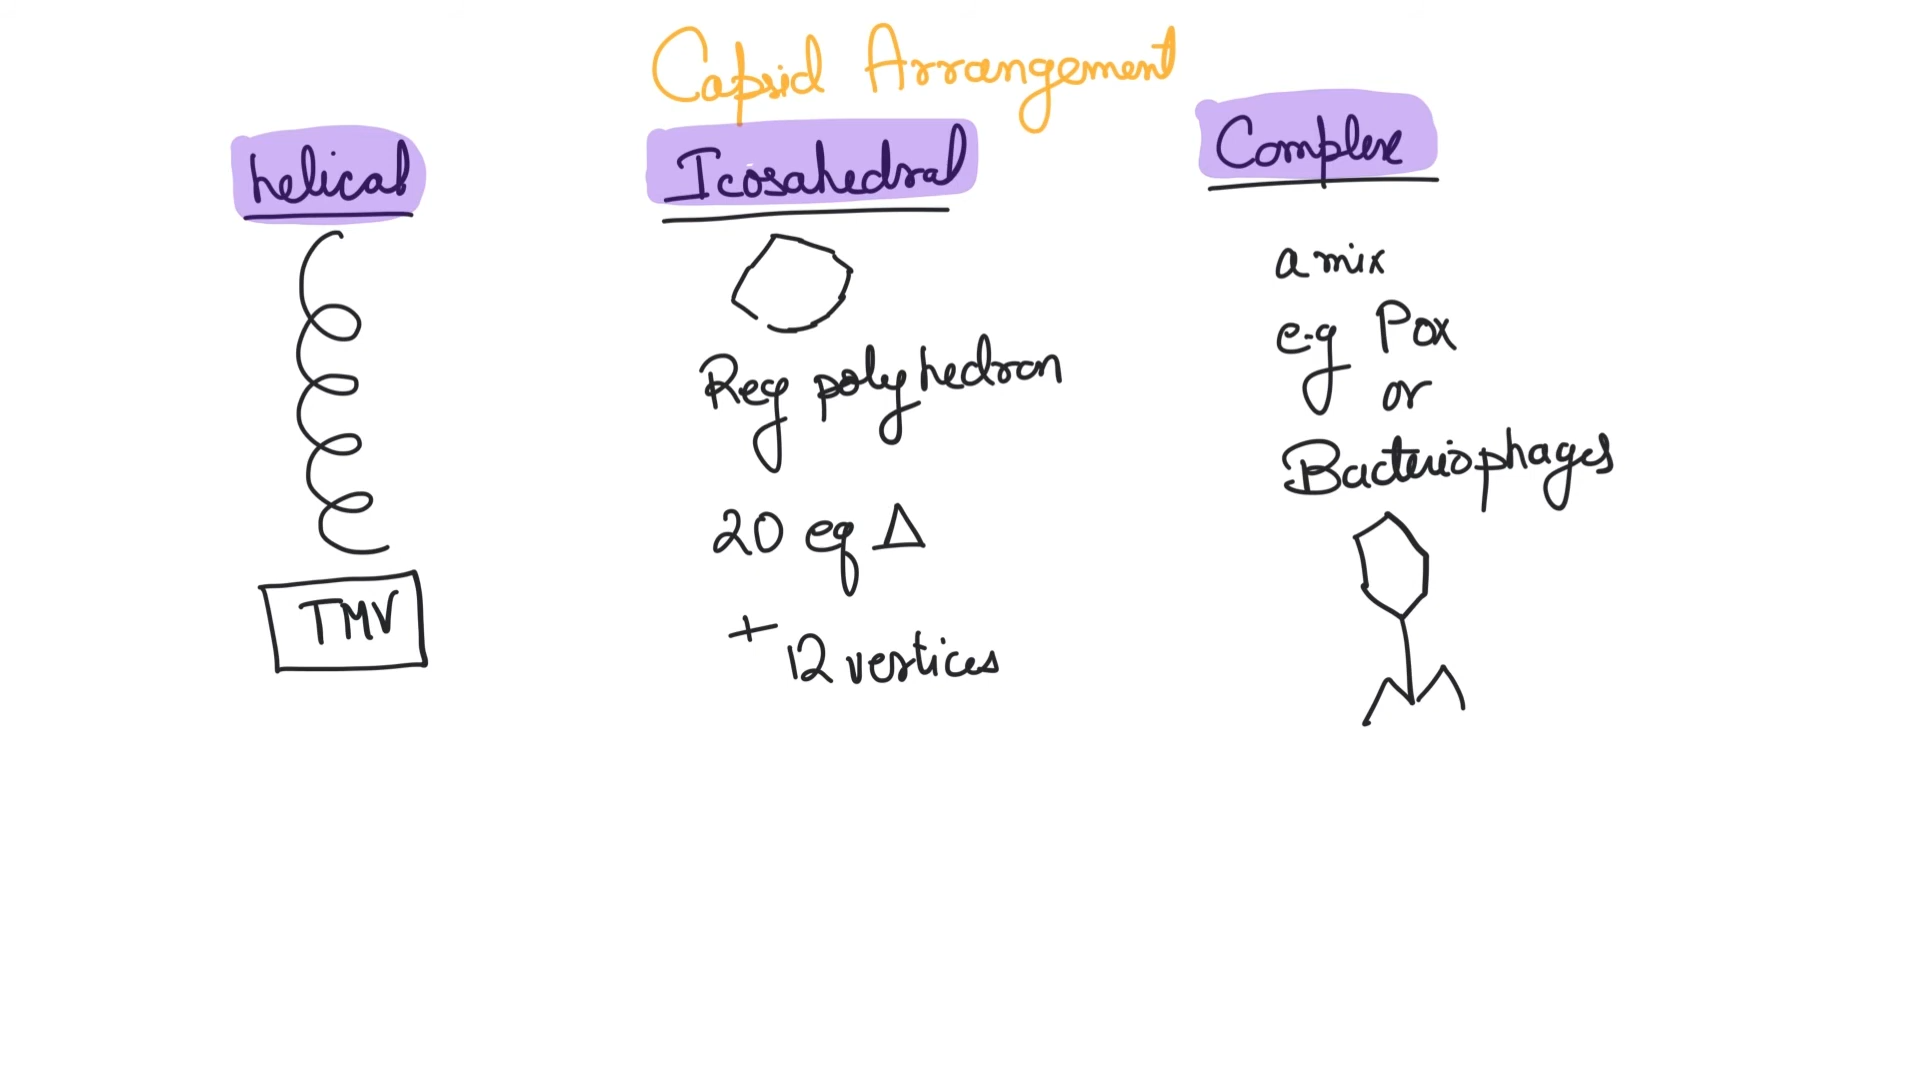 Capsid Arrangement
helical
TMV
Icosahedral
Reg polyhedron
20 eq Δ
+
12 vertices
Complex
a mix
e.g Pox
or
Bacteriophages